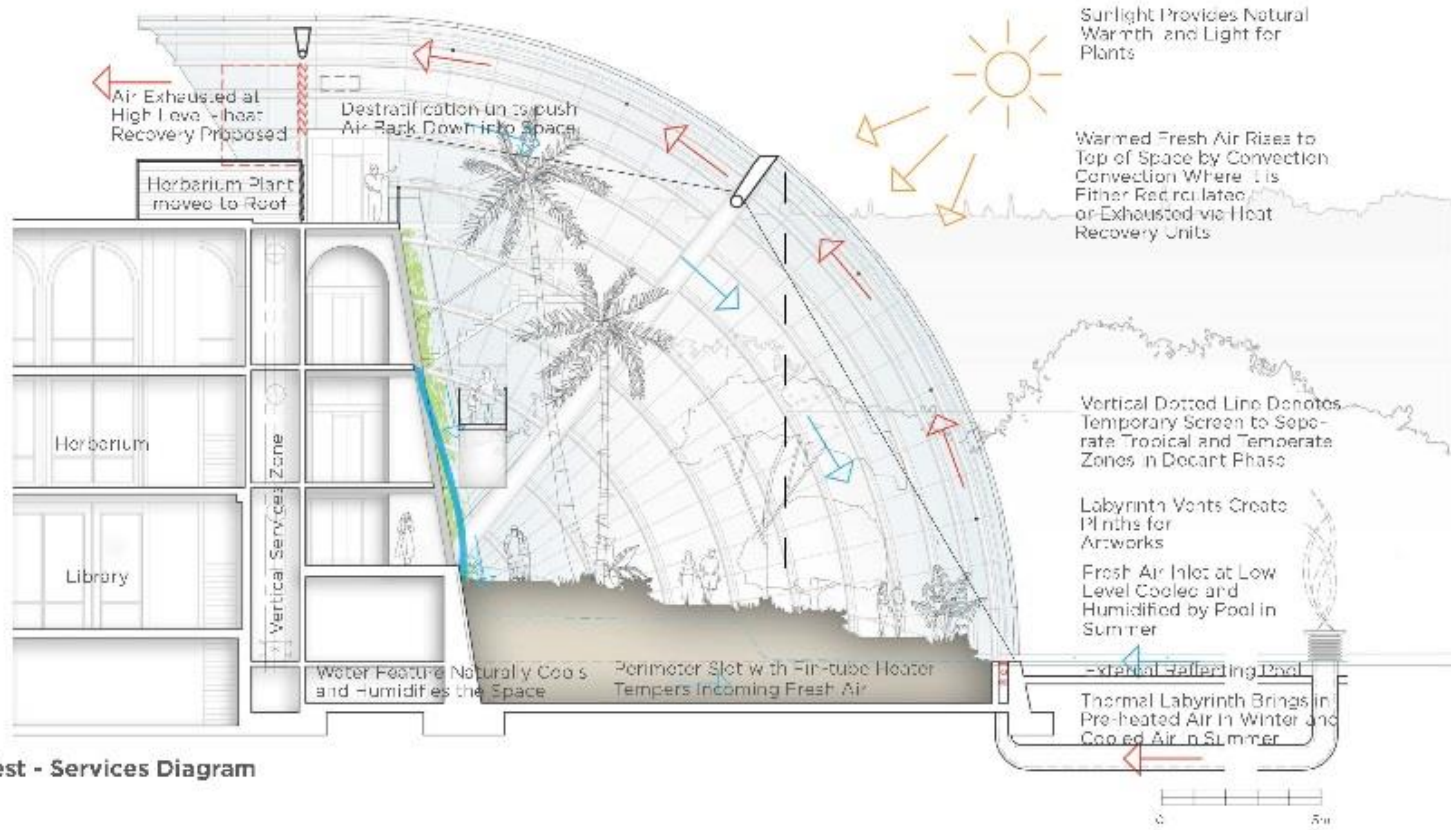 Sunlight Provides Natural
Warmth and Light for
Plants
Air Exhausted at
High Level - Heat
Recovery Proposed
Destratification units push
Air Back Down into Space
Warmed Fresh Air Rises to
Top of Space by Convection
Convection Where it is
Either Recirculated
or Exhausted via Heat
Recovery Units
Herbarium Plant
moved to Roof
Vertical Dotted Line Denotes
Temporary Screen to Sepe-
rate Tropical and Temperate
Zones in Decant Phase
Herbarium
Vertical Services Zone
Labyrinth Vents Create
Plinths for
Artworks
Library
Fresh Air Inlet at Low
Level Cooled and
Humidified by Pool in
Summer
Water Feature Naturally Cools
and Humidifies the Space
Perimeter Slot with Fin-tube Heater
Tempers Incoming Fresh Air
External Reflecting Pool
Thermal Labyrinth Brings in
Pre-heated Air in Winter and
Cooled Air in Summer
est - Services Diagram
0 5m